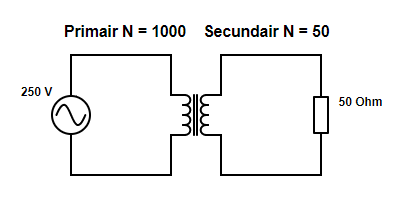 Primair N = 1000
Secundair N = 50
250 V
50 Ohm